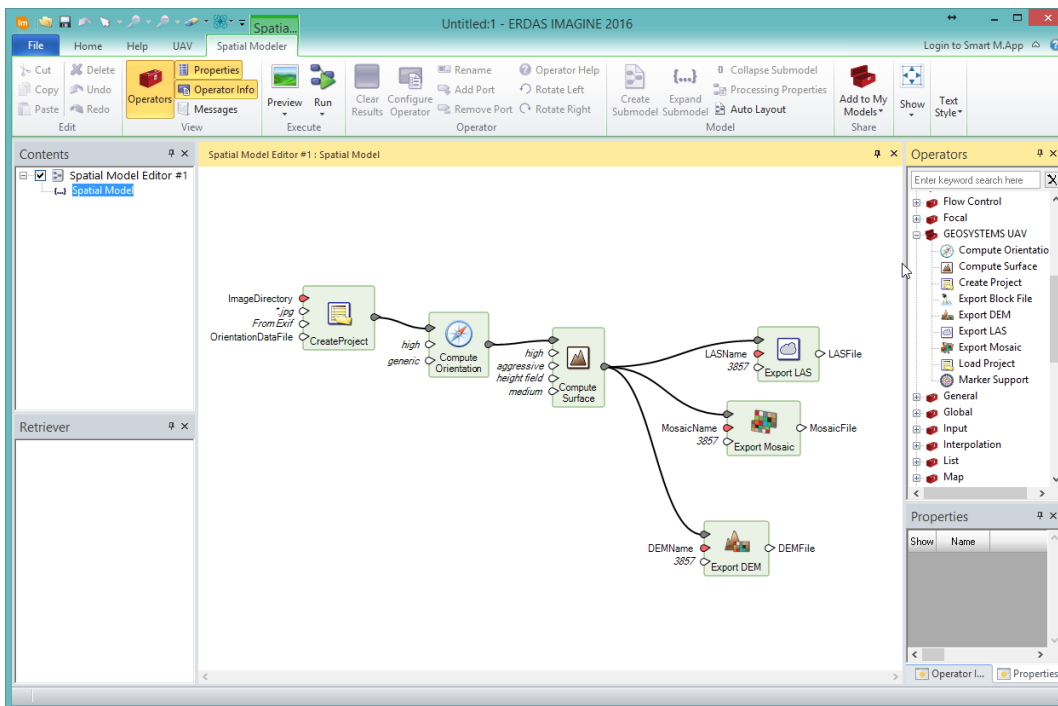 Spatia...
Untitled:1 - ERDAS IMAGINE 2016
File Home Help UAV Spatial Modeler
Login to Smart M.App
Cut Delete
Copy Undo
Paste Redo
Edit
Operators
Properties
Operator Info
Messages
View
Preview Run
Execute
Clear Results
Configure Operator
Rename
Add Port
Remove Port
Operator Help
Rotate Left
Rotate Right
Operator
Create Submodel
{...}
Expand Submodel
Collapse Submodel
Processing Properties
Auto Layout
Model
Add to My Models
Share
Show
Text Style
Contents
Spatial Model Editor #1
{...} Spatial Model
Retriever
Spatial Model Editor #1 : Spatial Model
ImageDirectory
*.jpg
From Exif
OrientationDataFile
CreateProject
high
generic
Compute Orientation
high
aggressive
height field
medium
Compute Surface
LASName
3857
Export LAS
LASFile
MosaicName
3857
Export Mosaic
MosaicFile
DEMName
3857
Export DEM
DEMFile
Operators
Enter keyword search here
Flow Control
Focal
GEOSYSTEMS UAV
Compute Orientatio
Compute Surface
Create Project
Export Block File
Export DEM
Export LAS
Export Mosaic
Load Project
Marker Support
General
Global
Input
Interpolation
List
Map
Properties
Show Name
Operator I... Properties